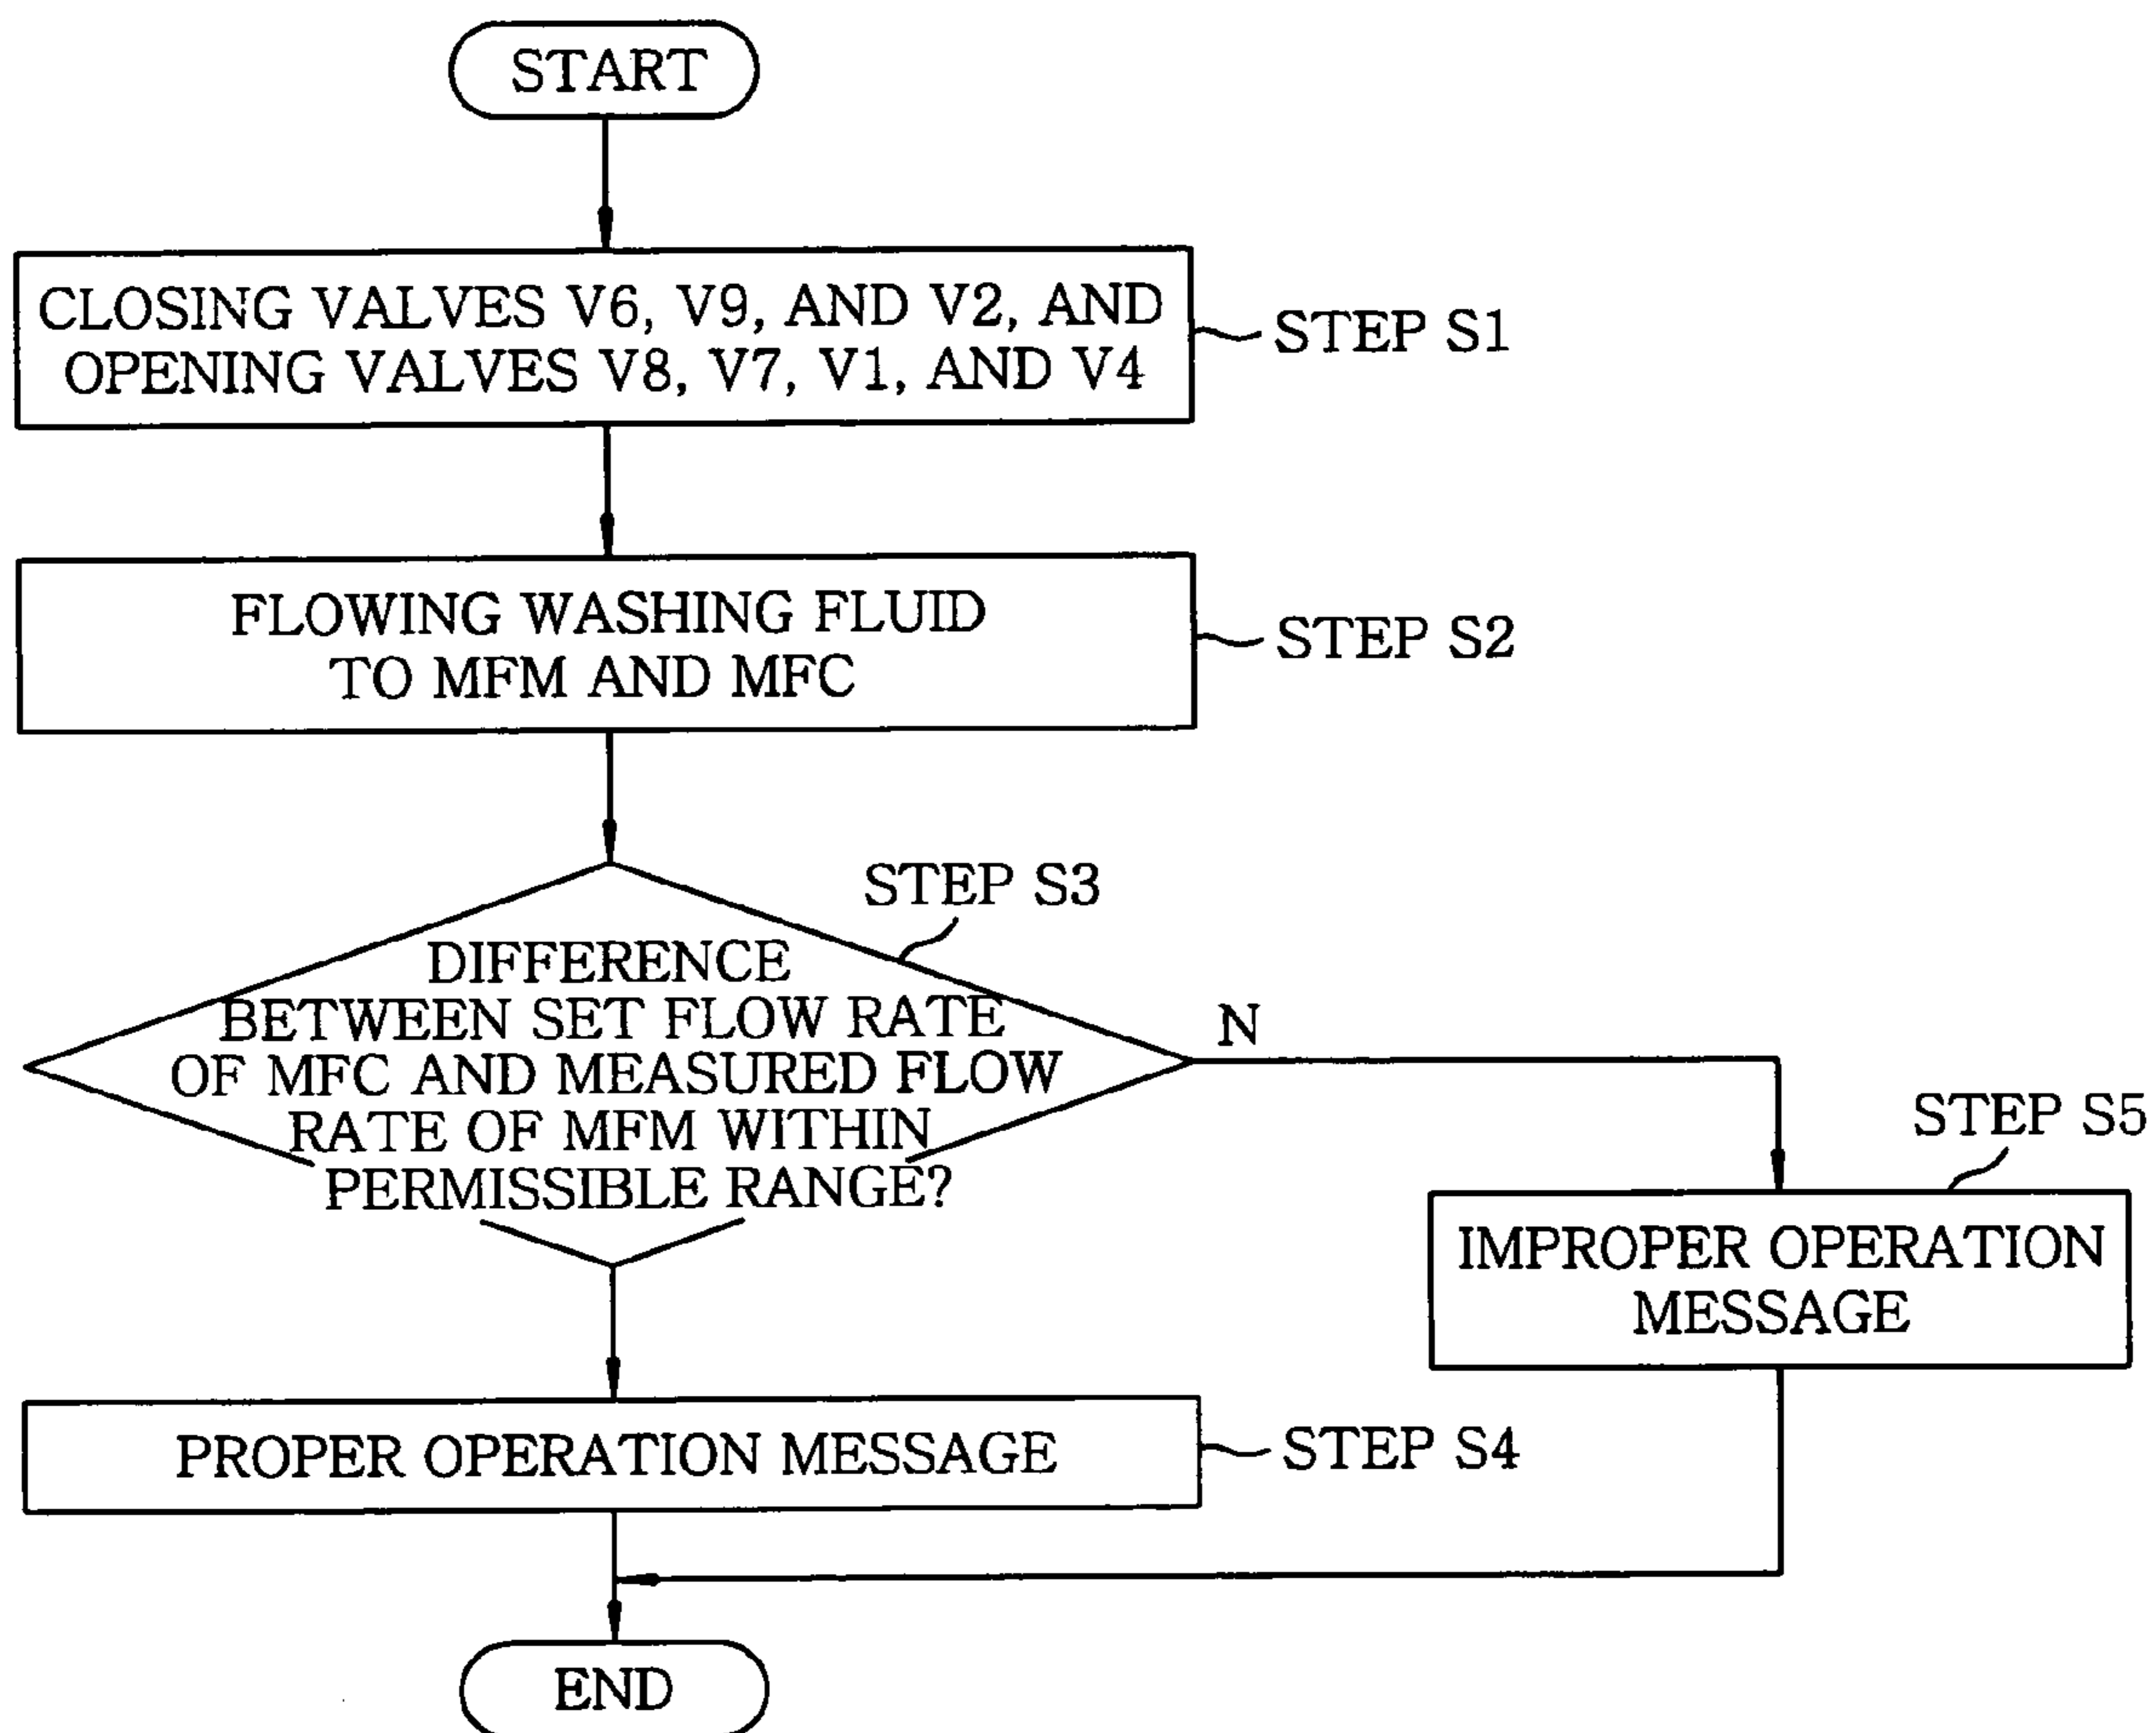 START
CLOSING VALVES V6, V9, AND V2, AND
OPENING VALVES V8, V7, V1, AND V4
STEP S1
FLOWING WASHING FLUID
TO MFM AND MFC
STEP S2
STEP S3
DIFFERENCE
BETWEEN SET FLOW RATE
OF MFC AND MEASURED FLOW
RATE OF MFM WITHIN
PERMISSIBLE RANGE?
N
STEP S5
IMPROPER OPERATION
MESSAGE
PROPER OPERATION MESSAGE
STEP S4
END